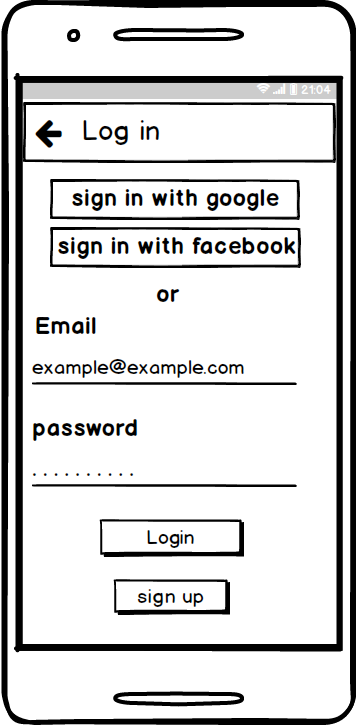 21:04
Log in
sign in with google
sign in with facebook
or
Email
example@example.com
password
. . . . . . . . . .
Login
sign up